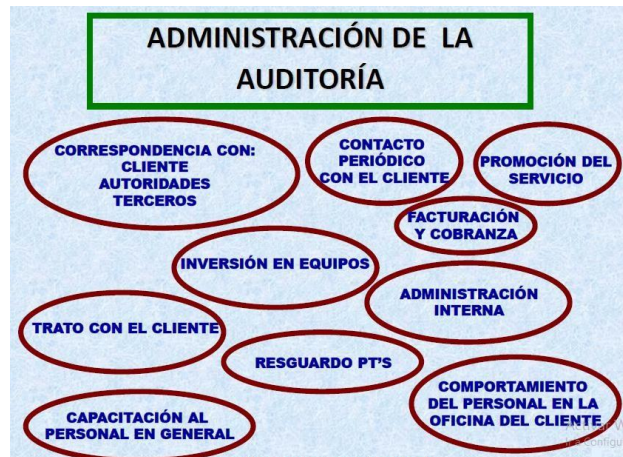 ADMINISTRACIÓN DE LA
AUDITORÍA
CORRESPONDENCIA CON:
CLIENTE
AUTORIDADES
TERCEROS
CONTACTO
PERIÓDICO
CON EL CLIENTE
PROMOCIÓN DEL
SERVICIO
FACTURACIÓN
Y COBRANZA
INVERSIÓN EN EQUIPOS
ADMINISTRACIÓN
INTERNA
TRATO CON EL CLIENTE
RESGUARDO PT'S
COMPORTAMIENTO
DEL PERSONAL EN LA
OFICINA DEL CLIENTE
CAPACITACIÓN AL
PERSONAL EN GENERAL